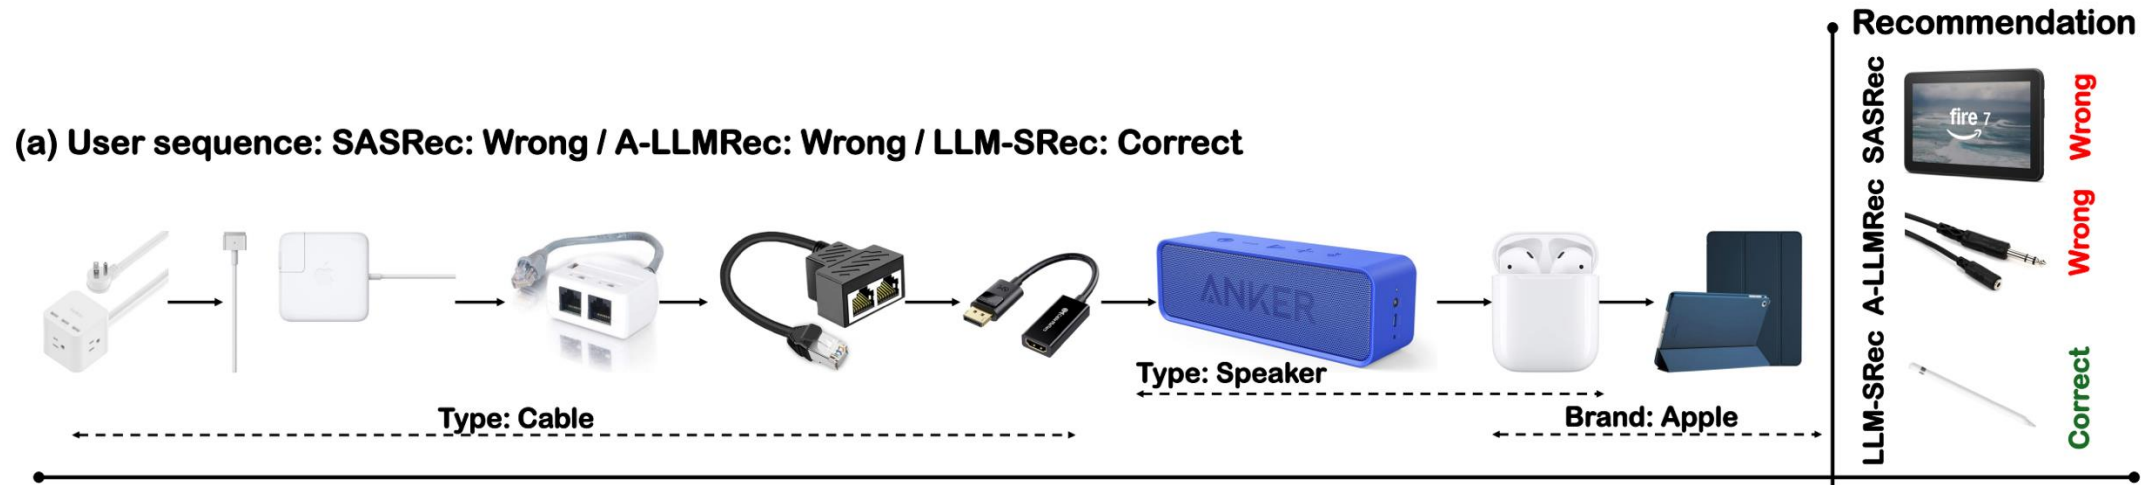 Recommendation
(a) User sequence: SASRec: Wrong / A-LLMRec: Wrong / LLM-SRec: Correct
ANKER
Type: Speaker
Type: Cable
Brand: Apple
SASRec
fire 7
Wrong
A-LLMRec
Wrong
LLM-SRec
Correct